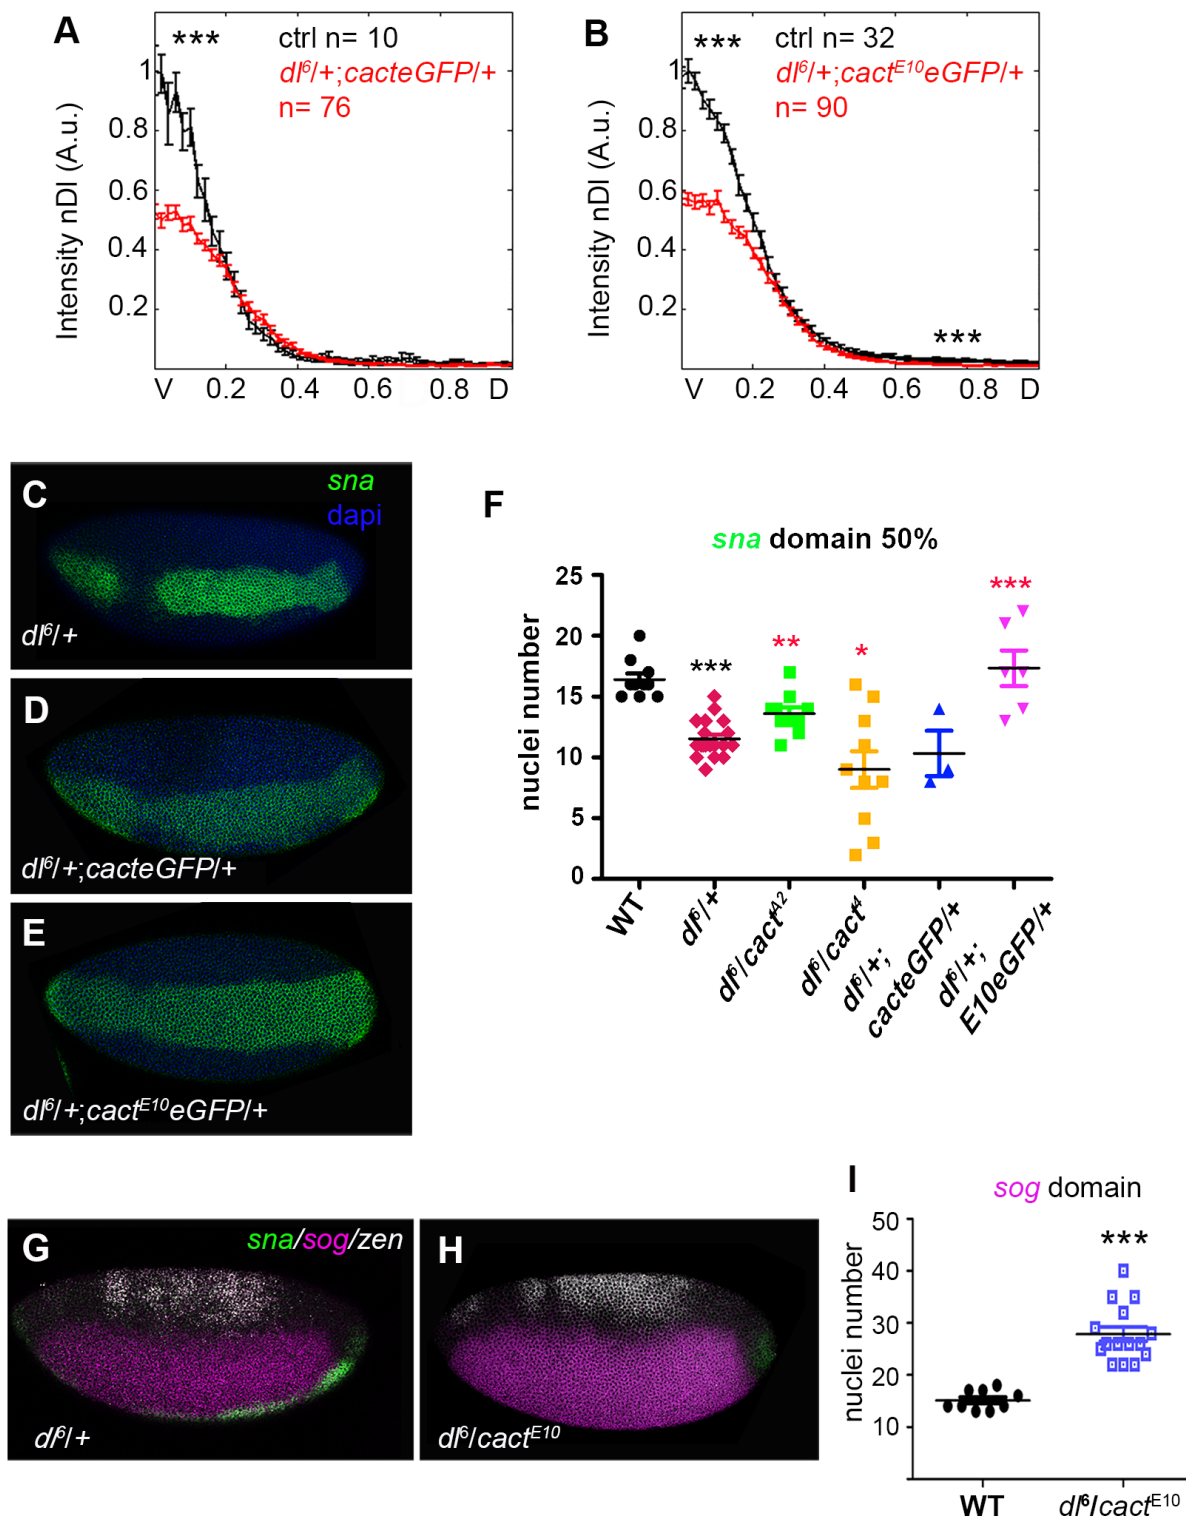 A
***
ctrl n= 10
dl⁶/+;cacteGFP/+
n= 76
Intensity nDl (A.u.)
1
0.8
0.6
0.4
0.2
V 0.2 0.4 0.6 0.8 D
B
***
ctrl n= 32
dl⁶/+;cactᴱ¹⁰eGFP/+
n= 90
Intensity nDl (A.u.)
1
0.8
0.6
0.4
0.2
***
V 0.2 0.4 0.6 0.8 D
C
sna
dapi
dl⁶/+
D
dl⁶/+;cacteGFP/+
E
dl⁶/+;cactᴱ¹⁰eGFP/+
F
sna domain 50%
nuclei number
25
20
15
10
5
0
***
**
*
***
WT
dl⁶/+
dl⁶/cactᴬ²
dl⁶/cact⁴
dl⁶/+;
cacteGFP/+
dl⁶/+;
E10eGFP/+
G
sna/sog/zen
dl⁶/+
H
dl⁶/cactᴱ¹⁰
I
sog domain
nuclei number
50
40
30
20
10
***
WT
dl⁶/cactᴱ¹⁰